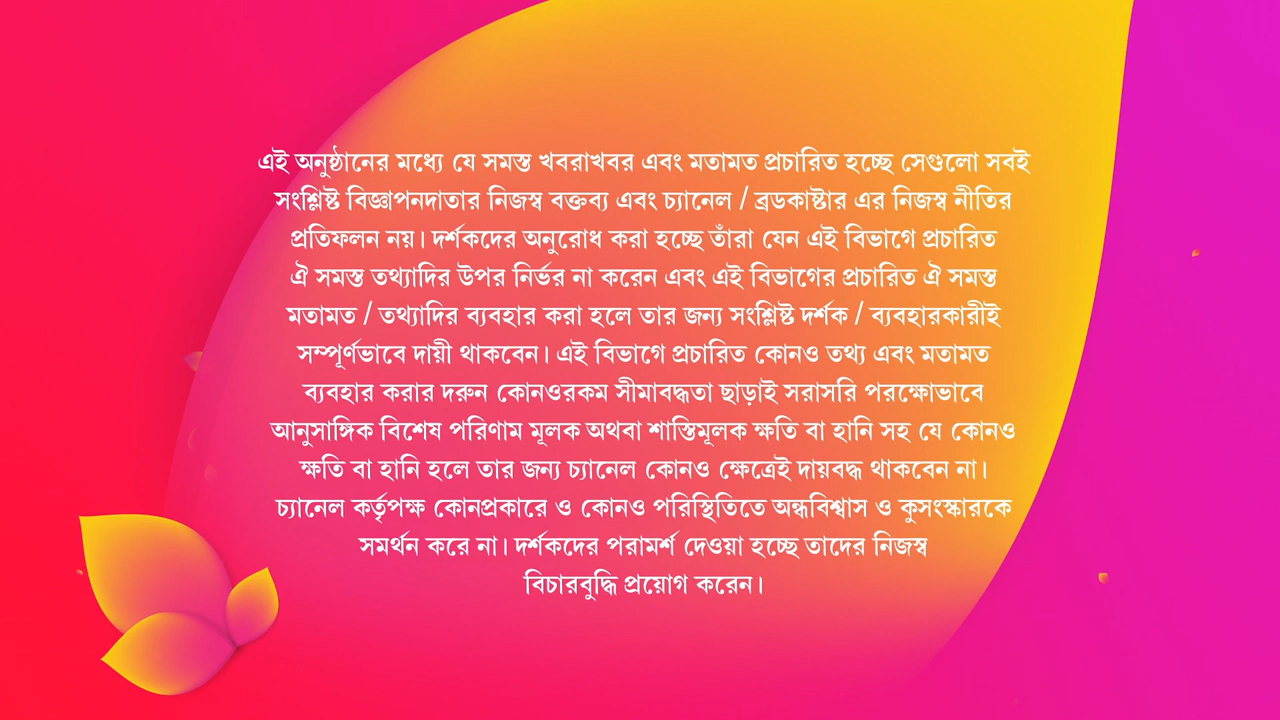 এই অনুষ্ঠানের মধ্যে যে সমস্ত খবরাখবর এবং মতামত প্রচারিত হচ্ছে সেগুলো সবই
সংশ্লিষ্ট বিজ্ঞাপনদাতার নিজস্ব বক্তব্য এবং চ্যানেল / ব্রডকাষ্টার এর নিজস্ব নীতির
প্রতিফলন নয়। দর্শকদের অনুরোধ করা হচ্ছে তাঁরা যেন এই বিভাগে প্রচারিত
ঐ সমস্ত তথ্যাদির উপর নির্ভর না করেন এবং এই বিভাগের প্রচারিত ঐ সমস্ত
মতামত / তথ্যাদির ব্যবহার করা হলে তার জন্য সংশ্লিষ্ট দর্শক / ব্যবহারকারীই
সম্পূর্ণভাবে দায়ী থাকবেন। এই বিভাগে প্রচারিত কোনও তথ্য এবং মতামত
ব্যবহার করার দরুন কোনওরকম সীমাবদ্ধতা ছাড়াই সরাসরি পরক্ষোভাবে
আনুসাঙ্গিক বিশেষ পরিণাম মূলক অথবা শাস্তিমূলক ক্ষতি বা হানি সহ যে কোনও
ক্ষতি বা হানি হলে তার জন্য চ্যানেল কোনও ক্ষেত্রেই দায়বদ্ধ থাকবেন না।
চ্যানেল কর্তৃপক্ষ কোনপ্রকারে ও কোনও পরিস্থিতিতে অন্ধবিশ্বাস ও কুসংস্কারকে
সমর্থন করে না। দর্শকদের পরামর্শ দেওয়া হচ্ছে তাদের নিজস্ব
বিচারবুদ্ধি প্রয়োগ করেন।